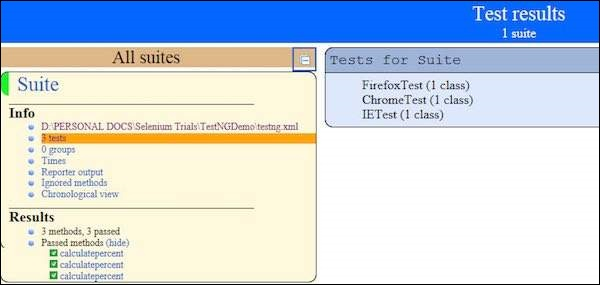 Test results
1 suite
All suites
Suite
Info
D:\PERSONAL DOCS\Selenium Trials\TestNGDemo\testng.xml
3 tests
0 groups
Times
Reporter output
Ignored methods
Chronological view
Results
3 methods, 3 passed
Passed methods (hide)
calculatepercent
calculatepercent
calculatepercent
Tests for Suite
FirefoxTest (1 class)
ChromeTest (1 class)
IETest (1 class)